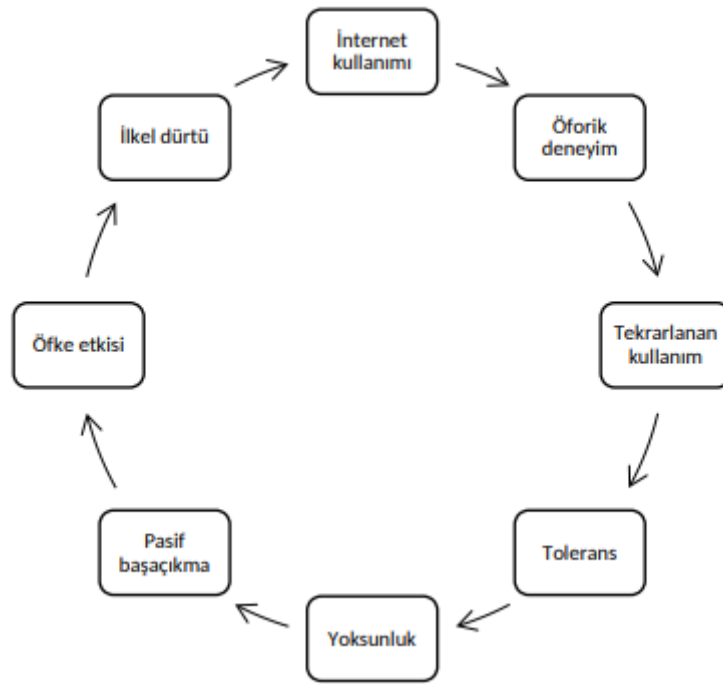 İnternet
kullanımı
Öforik
deneyim
Tekrarlanan
kullanım
Tolerans
Yoksunluk
Pasif
başaçıkma
Öfke etkisi
İlkel dürtü